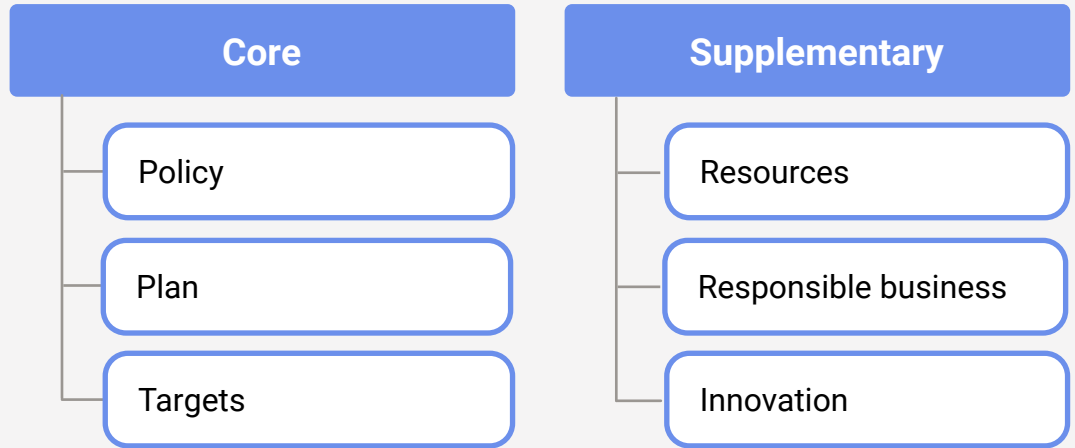 Core
Policy
Plan
Targets
Supplementary
Resources
Responsible business
Innovation